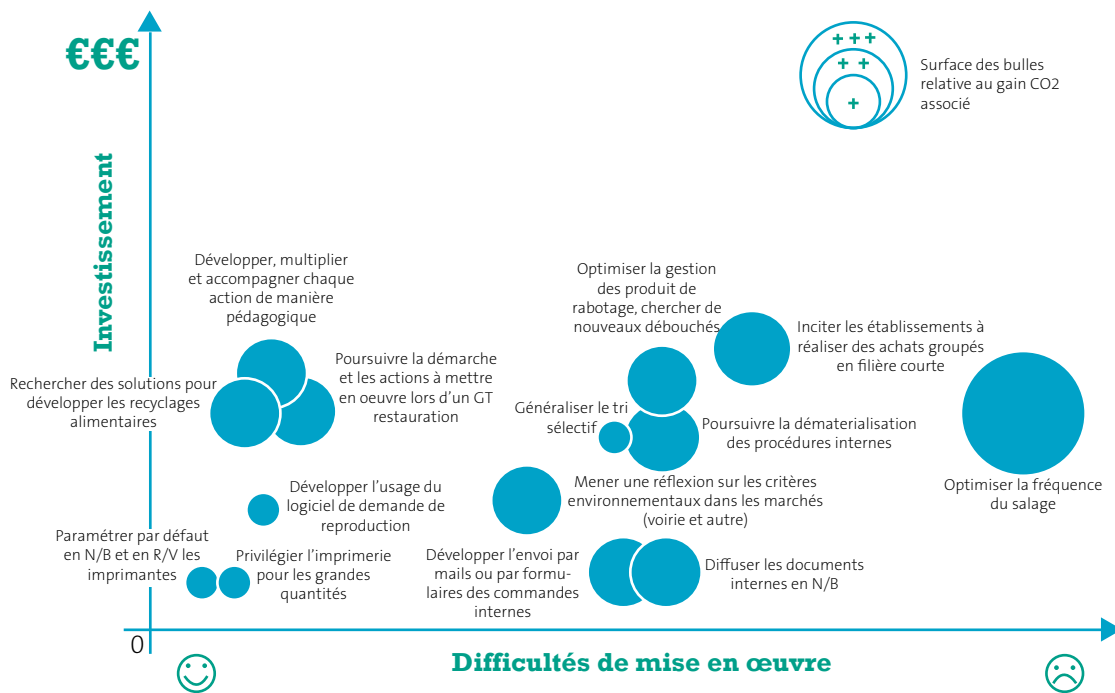 €€€
Investissement
+ + +
+ +
+
Surface des bulles
relative au gain CO2
associé
Développer, multiplier
et accompagner chaque
action de manière
pédagogique
Rechercher des solutions pour
développer les recyclages
alimentaires
Poursuivre la démarche
et les actions à mettre
en oeuvre lors d'un GT
restauration
Optimiser la gestion
des produit de
rabotage, chercher de
nouveaux débouchés
Inciter les établissements à
réaliser des achats groupés
en filière courte
Généraliser le tri
sélectif
Poursuivre la dématerialisation
des procédures internes
Optimiser la fréquence
du salage
Développer l'usage du
logiciel de demande de
reproduction
Mener une réflexion sur les critères
environnementaux dans les marchés
(voirie et autre)
Paramétrer par défaut
en N/B et en R/V les
imprimantes
Privilégier l'imprimerie
pour les grandes
quantités
Développer l'envoi par
mails ou par formu-
laires des commandes
internes
Diffuser les documents
internes en N/B
0
Difficultés de mise en œuvre